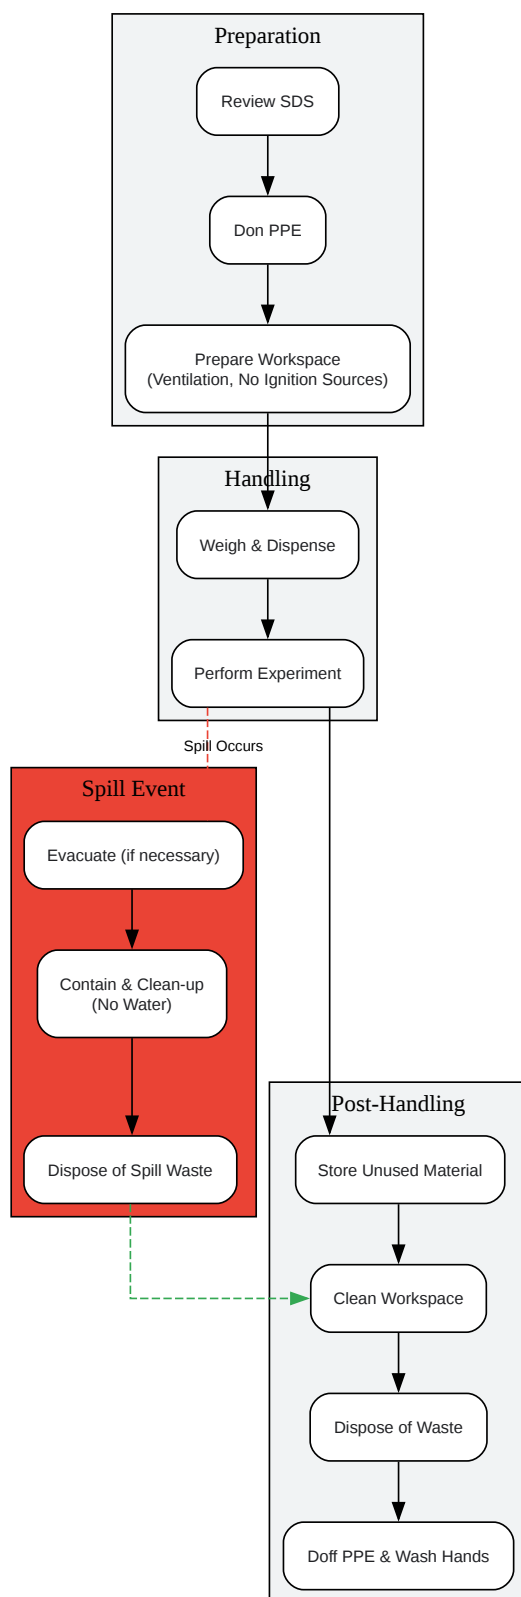 Preparation
Review SDS
Don PPE
Prepare Workspace
(Ventilation, No Ignition Sources)
Handling
Weigh & Dispense
Perform Experiment
Spill Occurs
Spill Event
Evacuate (if necessary)
Contain & Clean-up
(No Water)
Dispose of Spill Waste
Post-Handling
Store Unused Material
Clean Workspace
Dispose of Waste
Doff PPE & Wash Hands